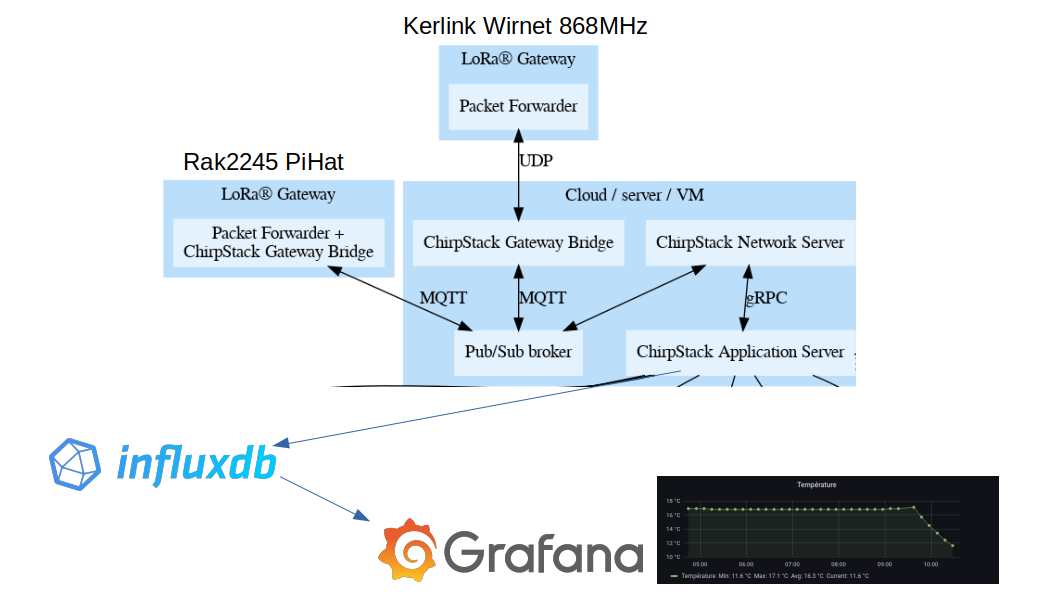 Kerlink Wirnet 868MHz
LoRa® Gateway
Packet Forwarder
UDP
Rak2245 PiHat
LoRa® Gateway
Packet Forwarder +
ChirpStack Gateway Bridge
Cloud / server / VM
ChirpStack Gateway Bridge
ChirpStack Network Server
MQTT
MQTT
gRPC
Pub/Sub broker
ChirpStack Application Server
influxdb
Grafana
Température
18 °C
16 °C
14 °C
12 °C
10 °C
05:00
06:00
07:00
08:00
09:00
10:00
Température Min: 11.6 °C Max: 17.1 °C Avg: 16.3 °C Current: 11.6 °C